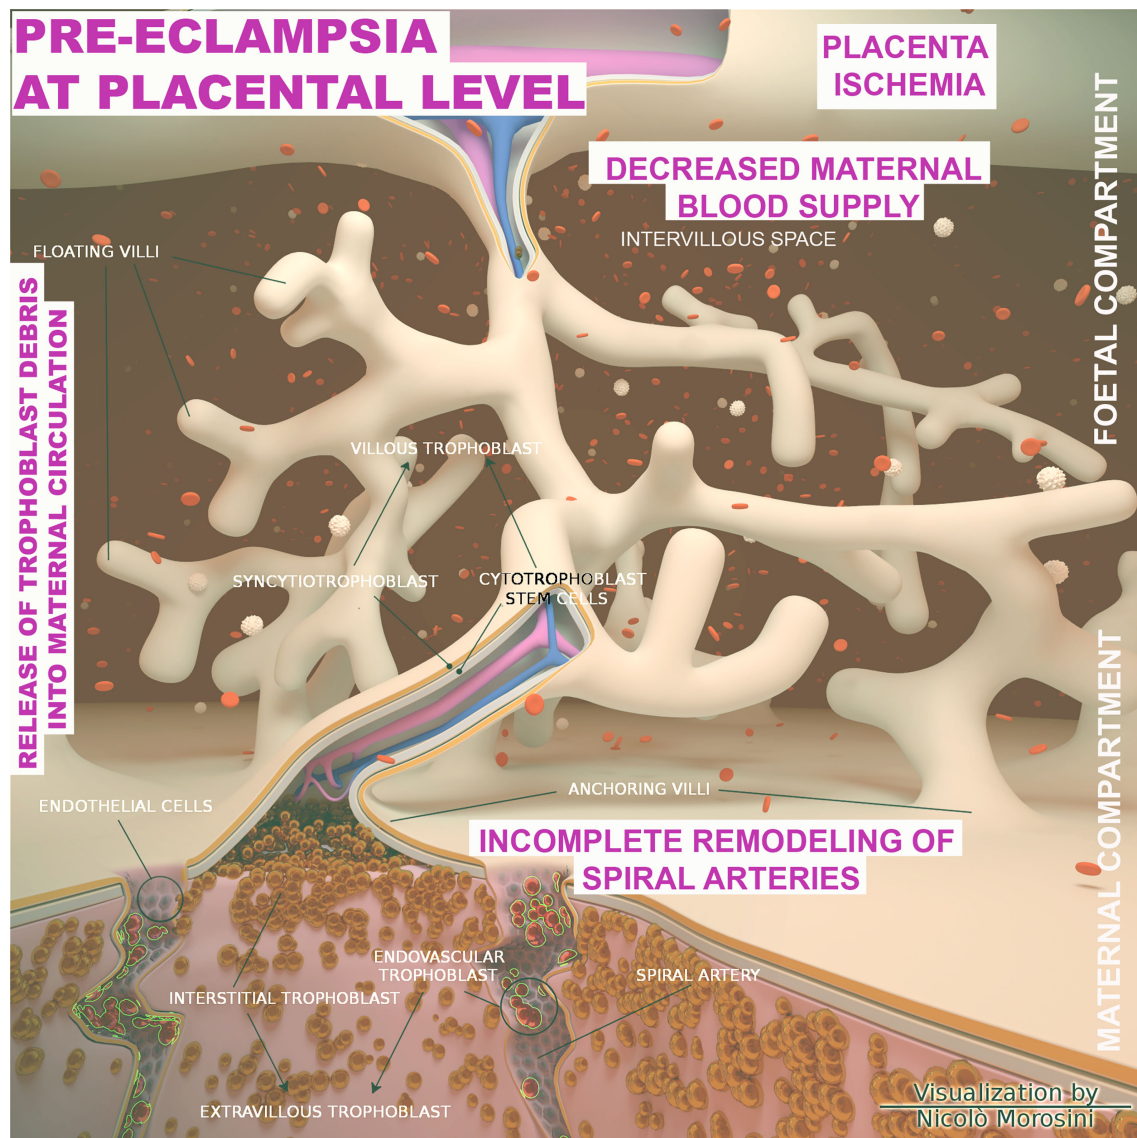 PRE-ECLAMPSIA
AT PLACENTAL LEVEL
PLACENTA
ISCHEMIA
DECREASED MATERNAL
BLOOD SUPPLY
INTERVILLOUS SPACE
FOETAL COMPARTMENT
FLOATING VILLI
RELEASE OF TROPHOBLAST DEBRIS
INTO MATERNAL CIRCULATION
VILLOUS TROPHOBLAST
SYNCYTIOTROPHOBLAST
CYTOTROPHOBLAST
STEM CELLS
MATERNAL COMPARTMENT
ANCHORING VILLI
ENDOTHELIAL CELLS
INCOMPLETE REMODELING OF
SPIRAL ARTERIES
ENDOVASCULAR
TROPHOBLAST
SPIRAL ARTERY
INTERSTITIAL TROPHOBLAST
EXTRAVILLOUS TROPHOBLAST
Visualization by
Nicolò Morosini